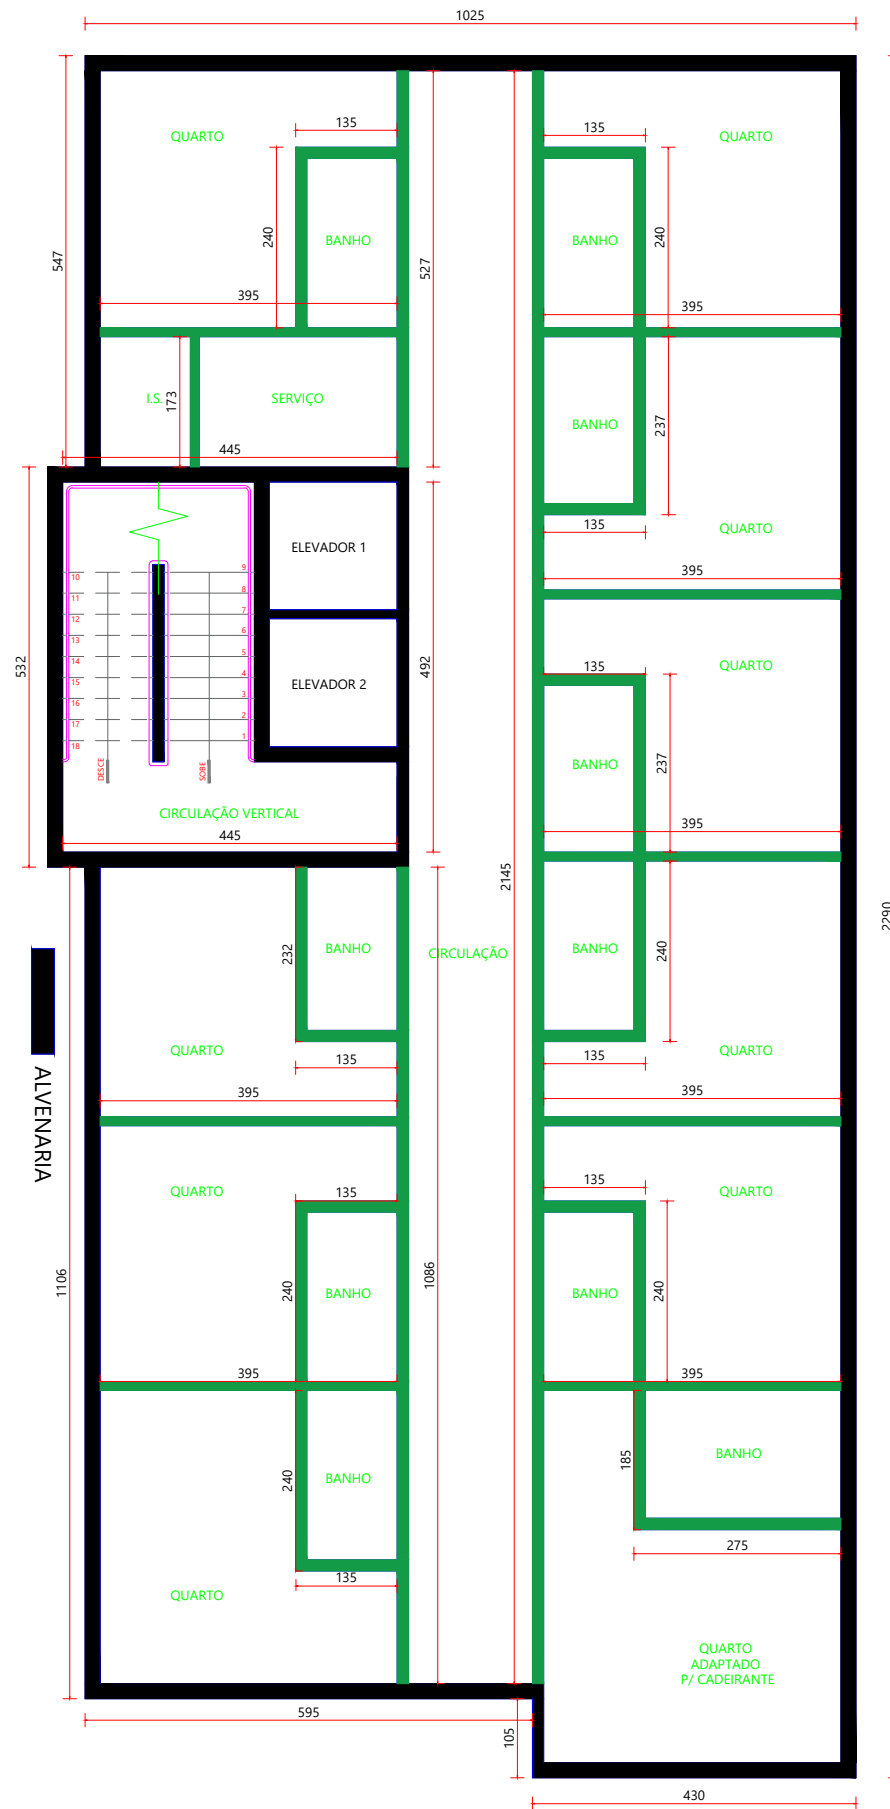 1025
QUARTO
135
135
QUARTO
BANHO
240
BANHO
240
547
527
395
395
I.S.
173
SERVIÇO
BANHO
237
445
135
QUARTO
ELEVADOR 1
395
9
10
8
11
7
12
6
13
5
14
4
15
3
16
2
17
1
18
532
ELEVADOR 2
492
135
QUARTO
DESCE
SOBE
BANHO
237
CIRCULAÇÃO VERTICAL
395
445
2145
2290
232
BANHO
CIRCULAÇÃO
BANHO
240
QUARTO
135
135
QUARTO
395
395
ALVENARIA
QUARTO
135
135
QUARTO
1106
240
BANHO
1086
BANHO
240
395
395
240
BANHO
185
BANHO
275
135
QUARTO
QUARTO
ADAPTADO
P/ CADEIRANTE
595
105
430